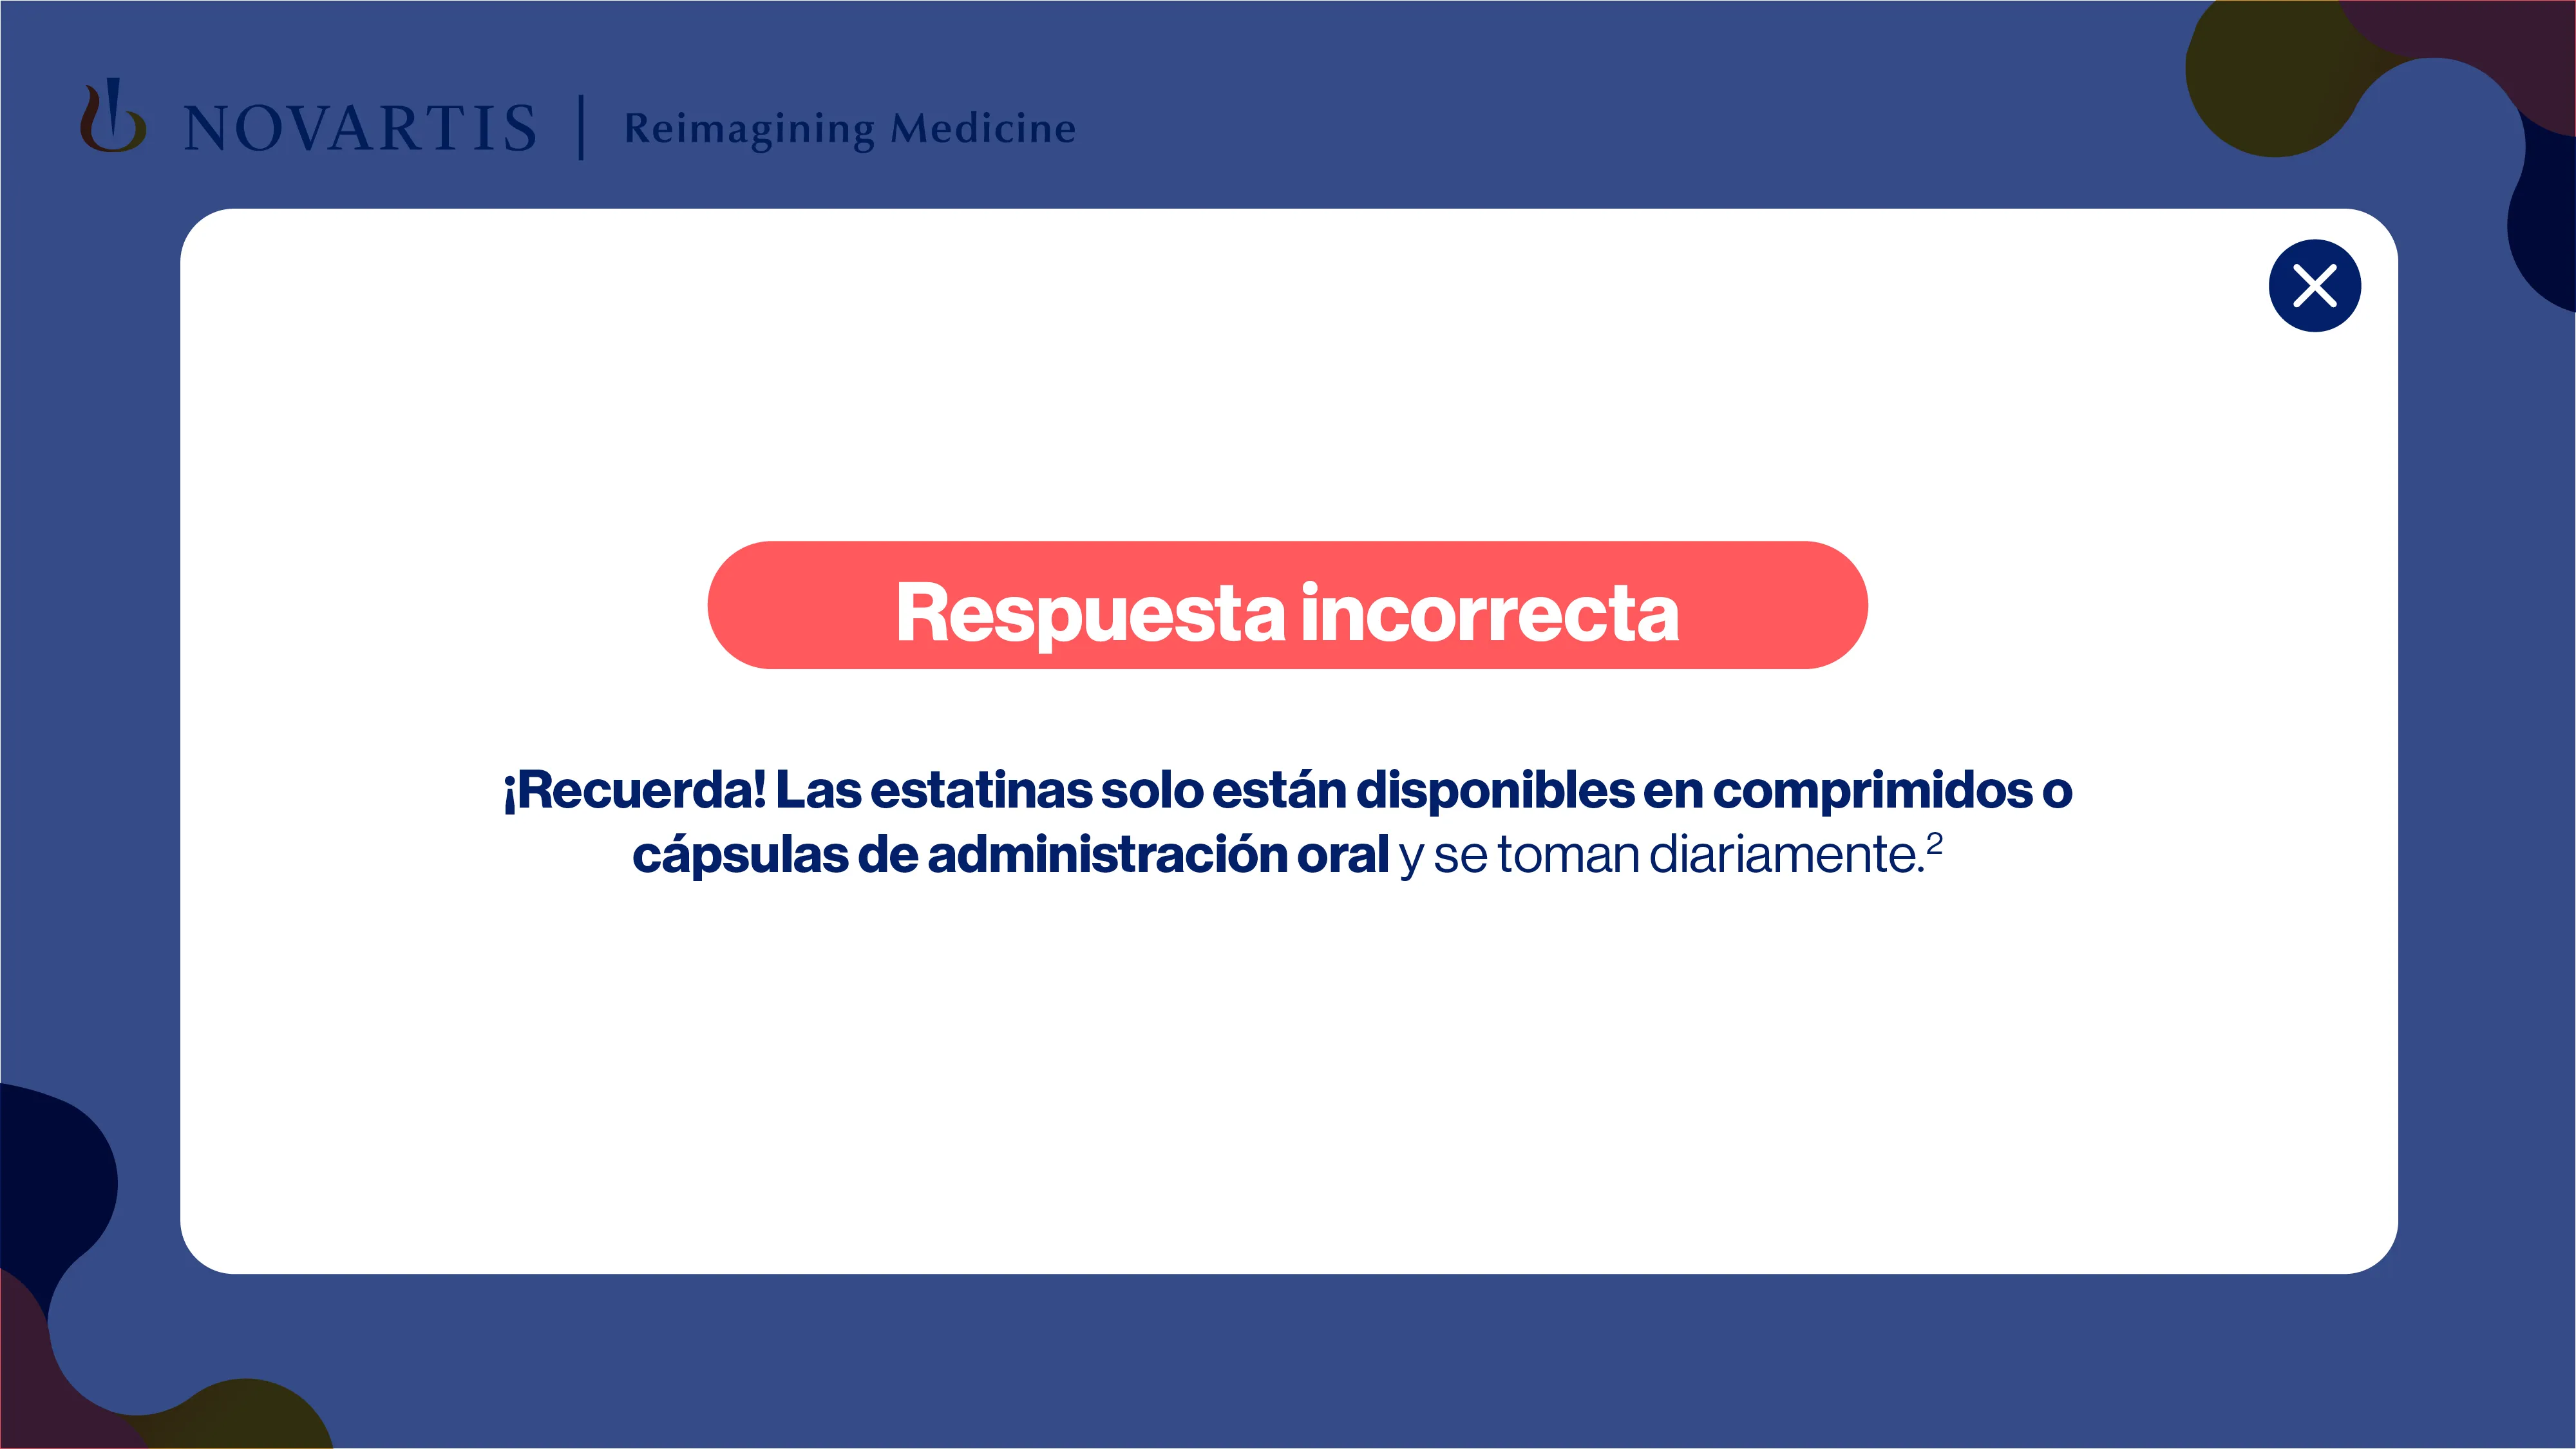 NOVARTIS | Reimagining Medicine
Respuesta incorrecta
¡Recuerda! Las estatinas solo están disponibles en comprimidos o
cápsulas de administración oral y se toman diariamente.²